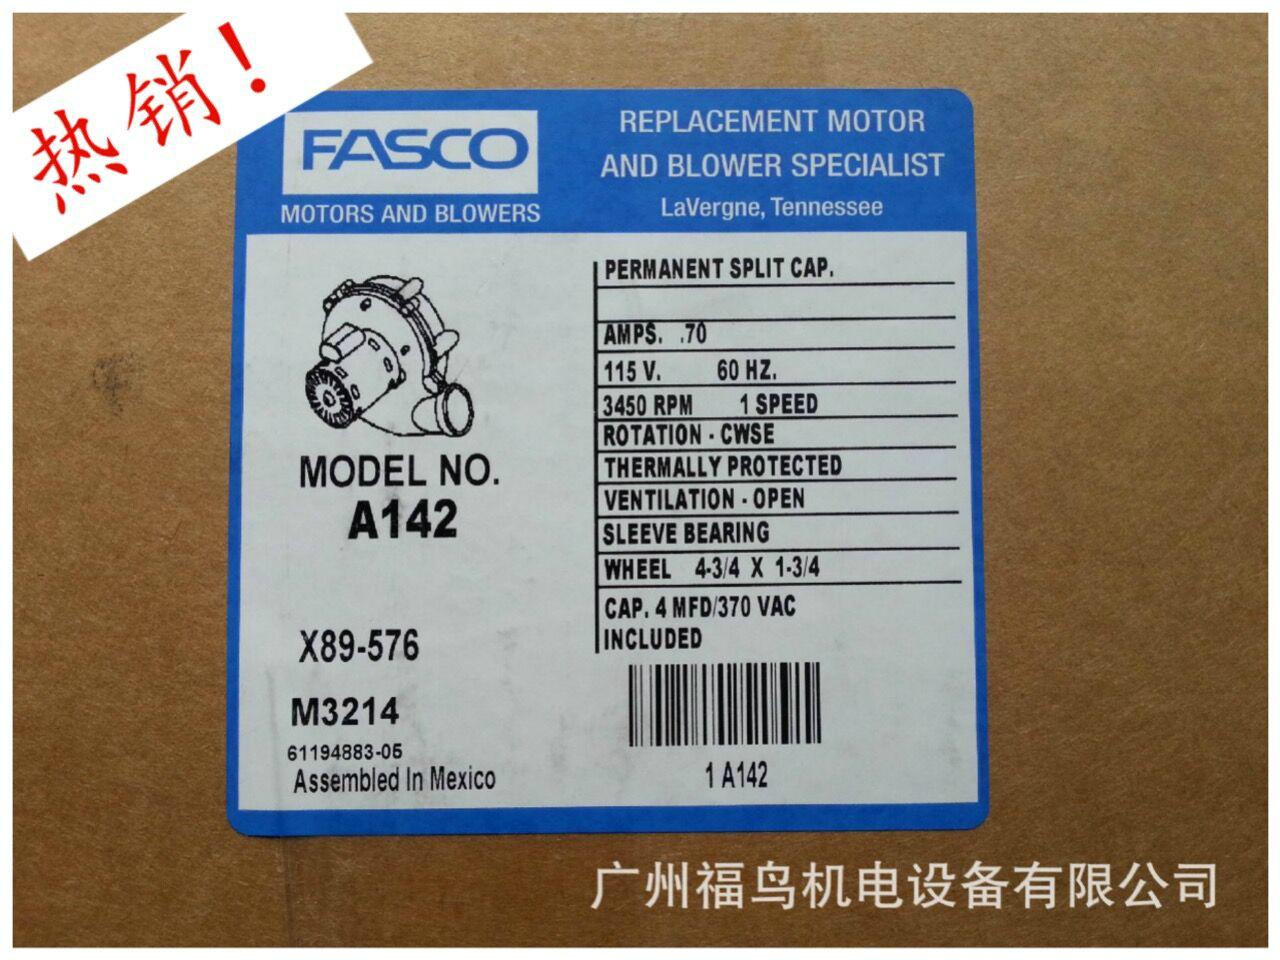 热销！
FASCO
MOTORS AND BLOWERS
REPLACEMENT MOTOR
AND BLOWER SPECIALIST
LaVergne, Tennessee
MODEL NO.
A142
X89-576
M3214
61194883-05
Assembled In Mexico
PERMANENT SPLIT CAP.
AMPS. .70
115 V. 60 HZ.
3450 RPM 1 SPEED
ROTATION - CWSE
THERMALLY PROTECTED
VENTILATION - OPEN
SLEEVE BEARING
WHEEL 4-3/4 X 1-3/4
CAP. 4 MFD/370 VAC
INCLUDED
1 A142
广州福鸟机电设备有限公司